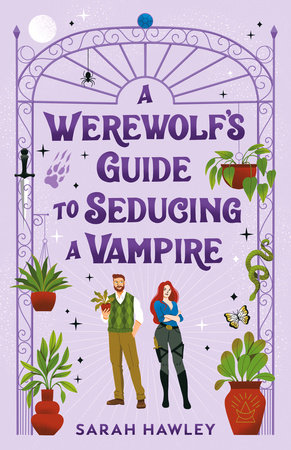 A
WEREWOLF'S
GUIDE
TO SEDUCING
A VAMPIRE
SARAH HAWLEY